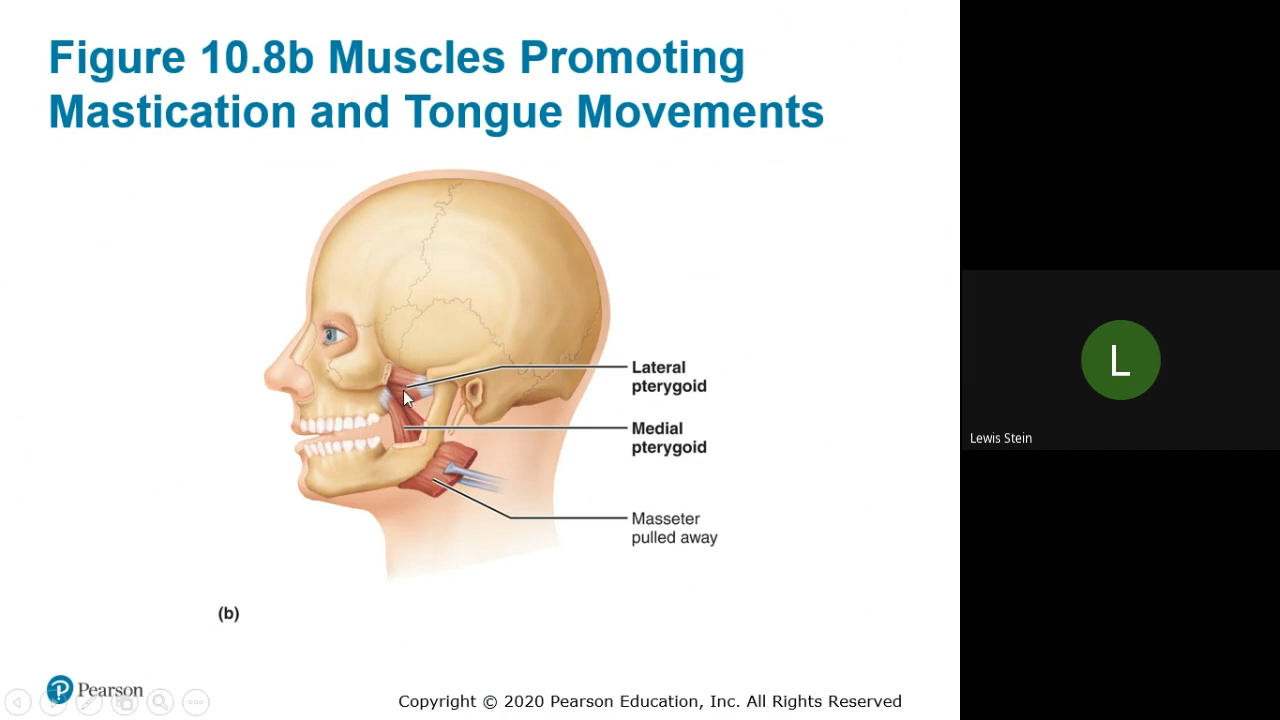 Figure 10.8b Muscles Promoting
Mastication and Tongue Movements
Lateral
pterygoid
Medial
pterygoid
Masseter
pulled away
(b)
Pearson
Copyright © 2020 Pearson Education, Inc. All Rights Reserved
L
Lewis Stein